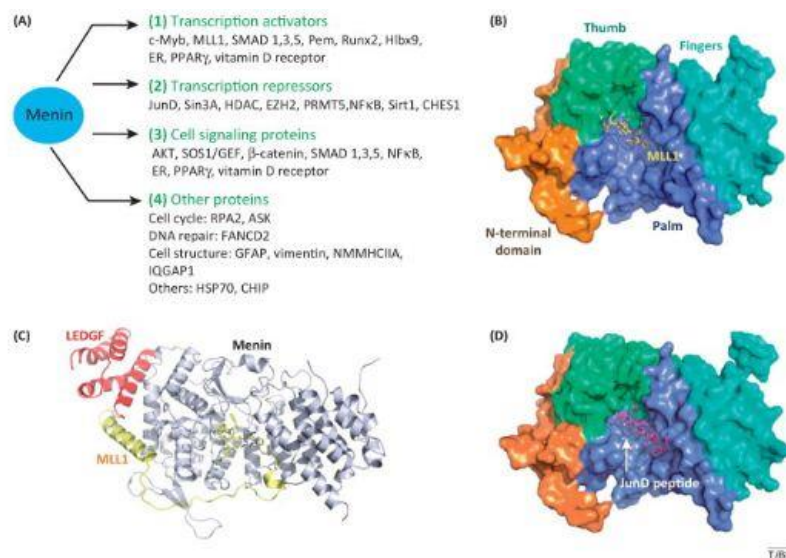 (A)
Menin
(1) Transcription activators
c-Myb, MLL1, SMAD 1,3,5, Pem, Runx2, Hlbx9,
ER, PPARγ, vitamin D receptor
(2) Transcription repressors
JunD, Sin3A, HDAC, EZH2, PRMT5,NFκB, Sirt1, CHES1
(3) Cell signaling proteins
AKT, SOS1/GEF, β-catenin, SMAD 1,3,5, NFκB,
ER, PPARγ, vitamin D receptor
(4) Other proteins
Cell cycle: RPA2, ASK
DNA repair: FANCD2
Cell structure: GFAP, vimentin, NMMHCIIA,
IQGAP1
Others: HSP70, CHIP
(B)
Thumb
Fingers
MLL1
N-terminal
domain
Palm
(C)
LEDGF
Menin
MLL1
(D)
JunD peptide